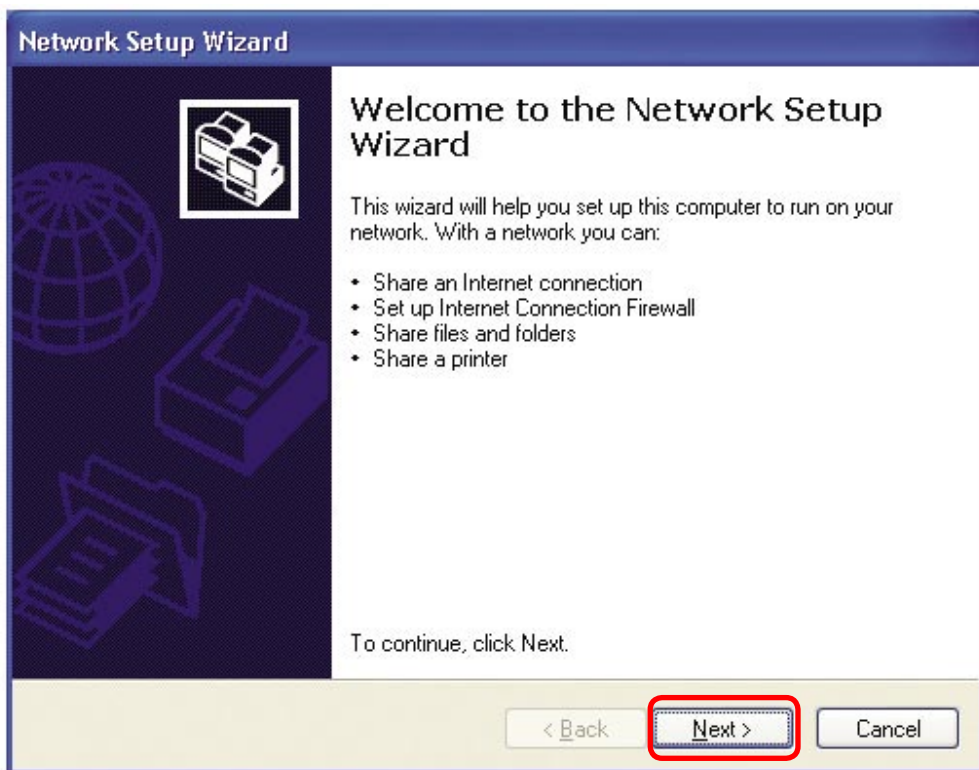 Network Setup Wizard
Welcome to the Network Setup
Wizard
This wizard will help you set up this computer to run on your
network. With a network you can:
• Share an Internet connection
• Set up Internet Connection Firewall
• Share files and folders
• Share a printer
To continue, click Next.
< Back Next > Cancel